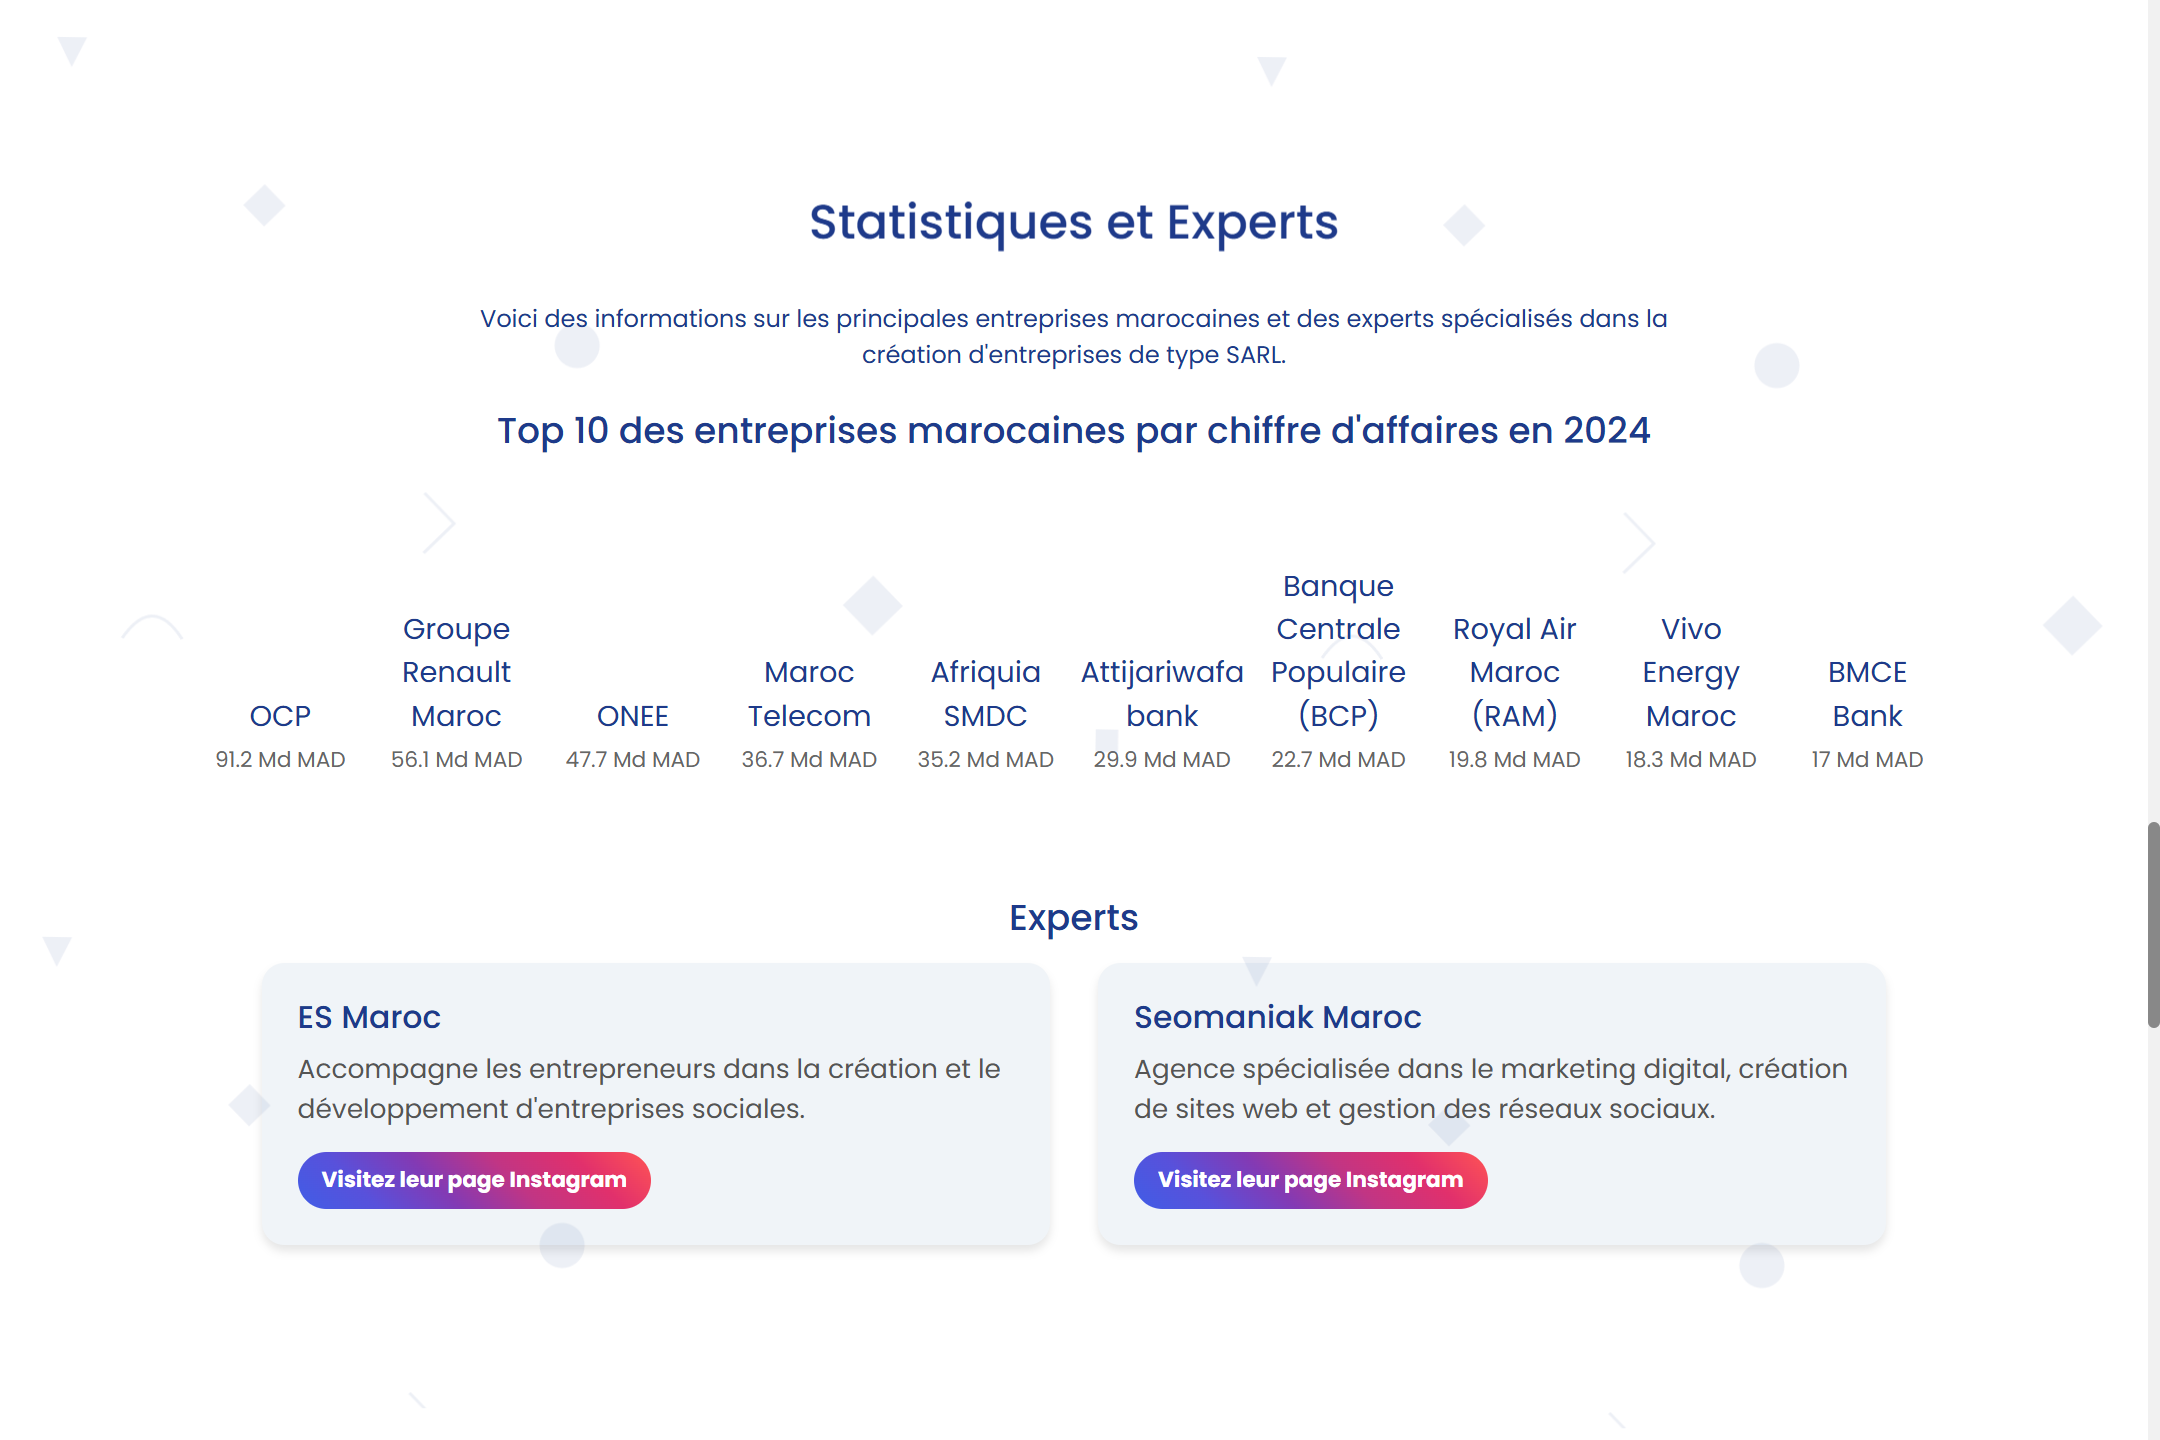 Statistiques et Experts
Voici des informations sur les principales entreprises marocaines et des experts spécialisés dans la
création d'entreprises de type SARL.
Top 10 des entreprises marocaines par chiffre d'affaires en 2024
OCP
91.2 Md MAD
Groupe
Renault
Maroc
56.1 Md MAD
ONEE
47.7 Md MAD
Maroc
Telecom
36.7 Md MAD
Afriquia
SMDC
35.2 Md MAD
Attijariwafa
bank
29.9 Md MAD
Banque
Centrale
Populaire
(BCP)
22.7 Md MAD
Royal Air
Maroc
(RAM)
19.8 Md MAD
Vivo
Energy
Maroc
18.3 Md MAD
BMCE
Bank
17 Md MAD
Experts
ES Maroc
Accompagne les entrepreneurs dans la création et le
développement d'entreprises sociales.
Visitez leur page Instagram
Seomaniak Maroc
Agence spécialisée dans le marketing digital, création
de sites web et gestion des réseaux sociaux.
Visitez leur page Instagram